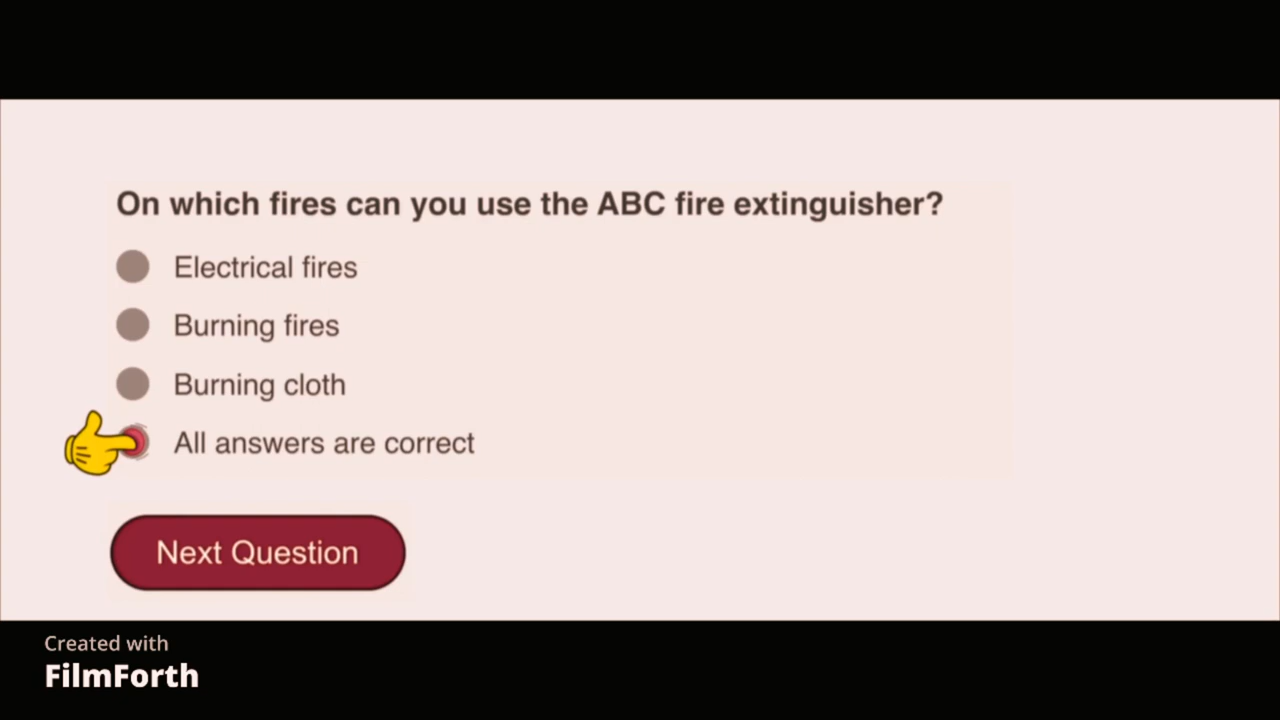 On which fires can you use the ABC fire extinguisher?
Electrical fires
Burning fires
Burning cloth
All answers are correct
Next Question
Created with
FilmForth